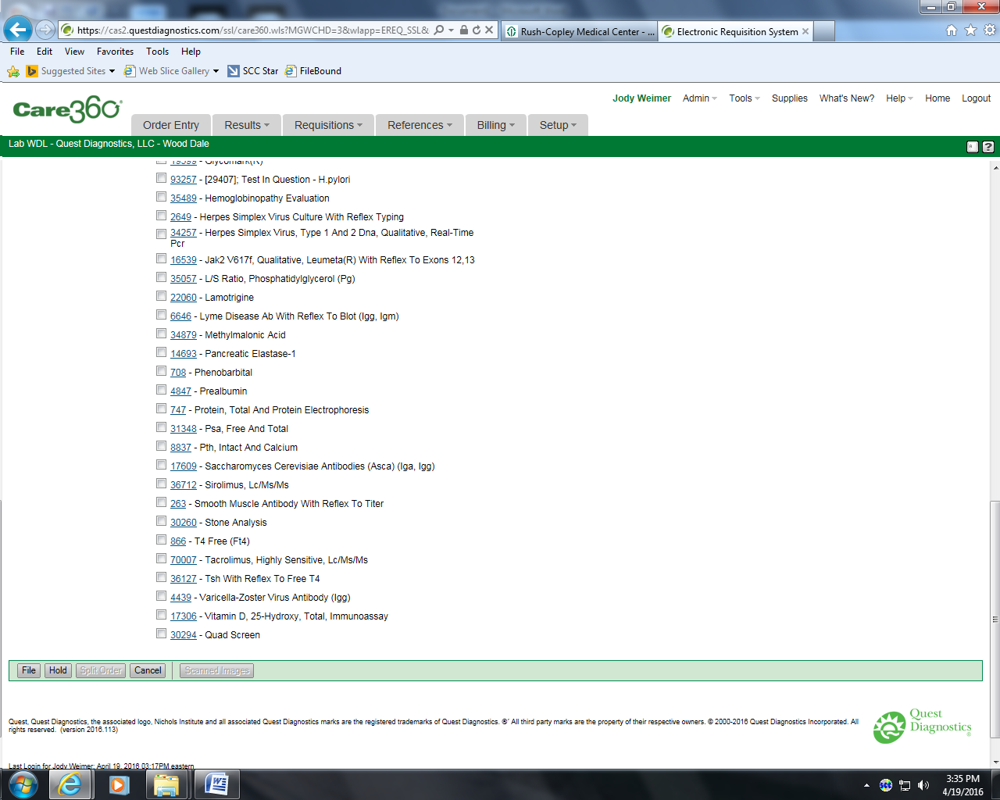 https://cas2.questdiagnostics.com/ssl/care360.wls?MGWCHD=3&wlapp=EREQ_SSL&
Rush-Copley Medical Center - ...
Electronic Requisition System
File Edit View Favorites Tools Help
Suggested Sites Web Slice Gallery SCC Star FileBound
Care360
Jody Weimer Admin Tools Supplies What's New? Help Home Logout
Order Entry Results Requisitions References Billing Setup
Lab WDL - Quest Diagnostics, LLC - Wood Dale
19599 - Glycomark(R)
93257 - [29407]; Test In Question - H.pylori
35489 - Hemoglobinopathy Evaluation
2649 - Herpes Simplex Virus Culture With Reflex Typing
34257 - Herpes Simplex Virus, Type 1 And 2 Dna, Qualitative, Real-Time
Pcr
16539 - Jak2 V617f, Qualitative, Leumeta(R) With Reflex To Exons 12,13
35057 - L/S Ratio, Phosphatidylglycerol (Pg)
22060 - Lamotrigine
6646 - Lyme Disease Ab With Reflex To Blot (Igg, Igm)
34879 - Methylmalonic Acid
14693 - Pancreatic Elastase-1
708 - Phenobarbital
4847 - Prealbumin
747 - Protein, Total And Protein Electrophoresis
31348 - Psa, Free And Total
8837 - Pth, Intact And Calcium
17609 - Saccharomyces Cerevisiae Antibodies (Asca) (Iga, Igg)
36712 - Sirolimus, Lc/Ms/Ms
263 - Smooth Muscle Antibody With Reflex To Titer
30260 - Stone Analysis
866 - T4 Free (Ft4)
70007 - Tacrolimus, Highly Sensitive, Lc/Ms/Ms
36127 - Tsh With Reflex To Free T4
4439 - Varicella-Zoster Virus Antibody (Igg)
17306 - Vitamin D, 25-Hydroxy, Total, Immunoassay
30294 - Quad Screen
File Hold Split Order Cancel Scanned Images
Quest, Quest Diagnostics, the associated logo, Nichols Institute and all associated Quest Diagnostics marks are the registered trademarks of Quest Diagnostics. ®´ All third party marks are the property of their respective owners. © 2000-2016 Quest Diagnostics Incorporated. All
rights reserved. (version 2016.113)
Quest
Diagnostics
Last Login for Jody Weimer: April 19, 2016 03:17PM eastern
SCC
3:35 PM
4/19/2016